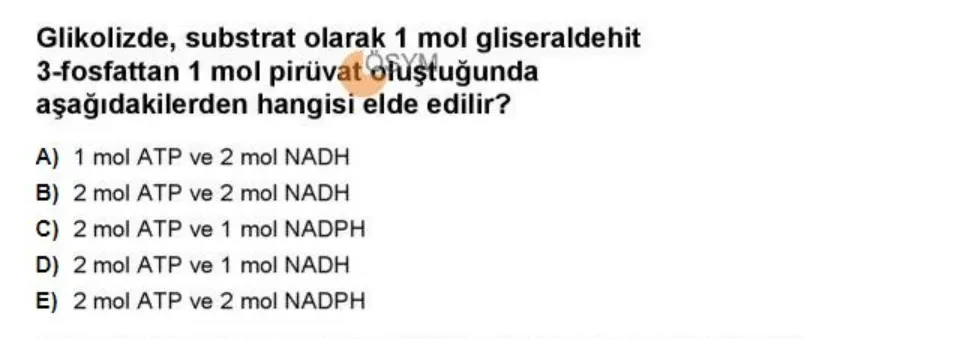 Glikolizde, substrat olarak 1 mol gliseraldehit
ÖSYM
3-fosfattan 1 mol pirüvat oluştuğunda
aşağıdakilerden hangisi elde edilir?
A) 1 mol ATP ve 2 mol NADH
B) 2 mol ATP ve 2 mol NADH
C) 2 mol ATP ve 1 mol NADPH
D) 2 mol ATP ve 1 mol NADH
E) 2 mol ATP ve 2 mol NADPH